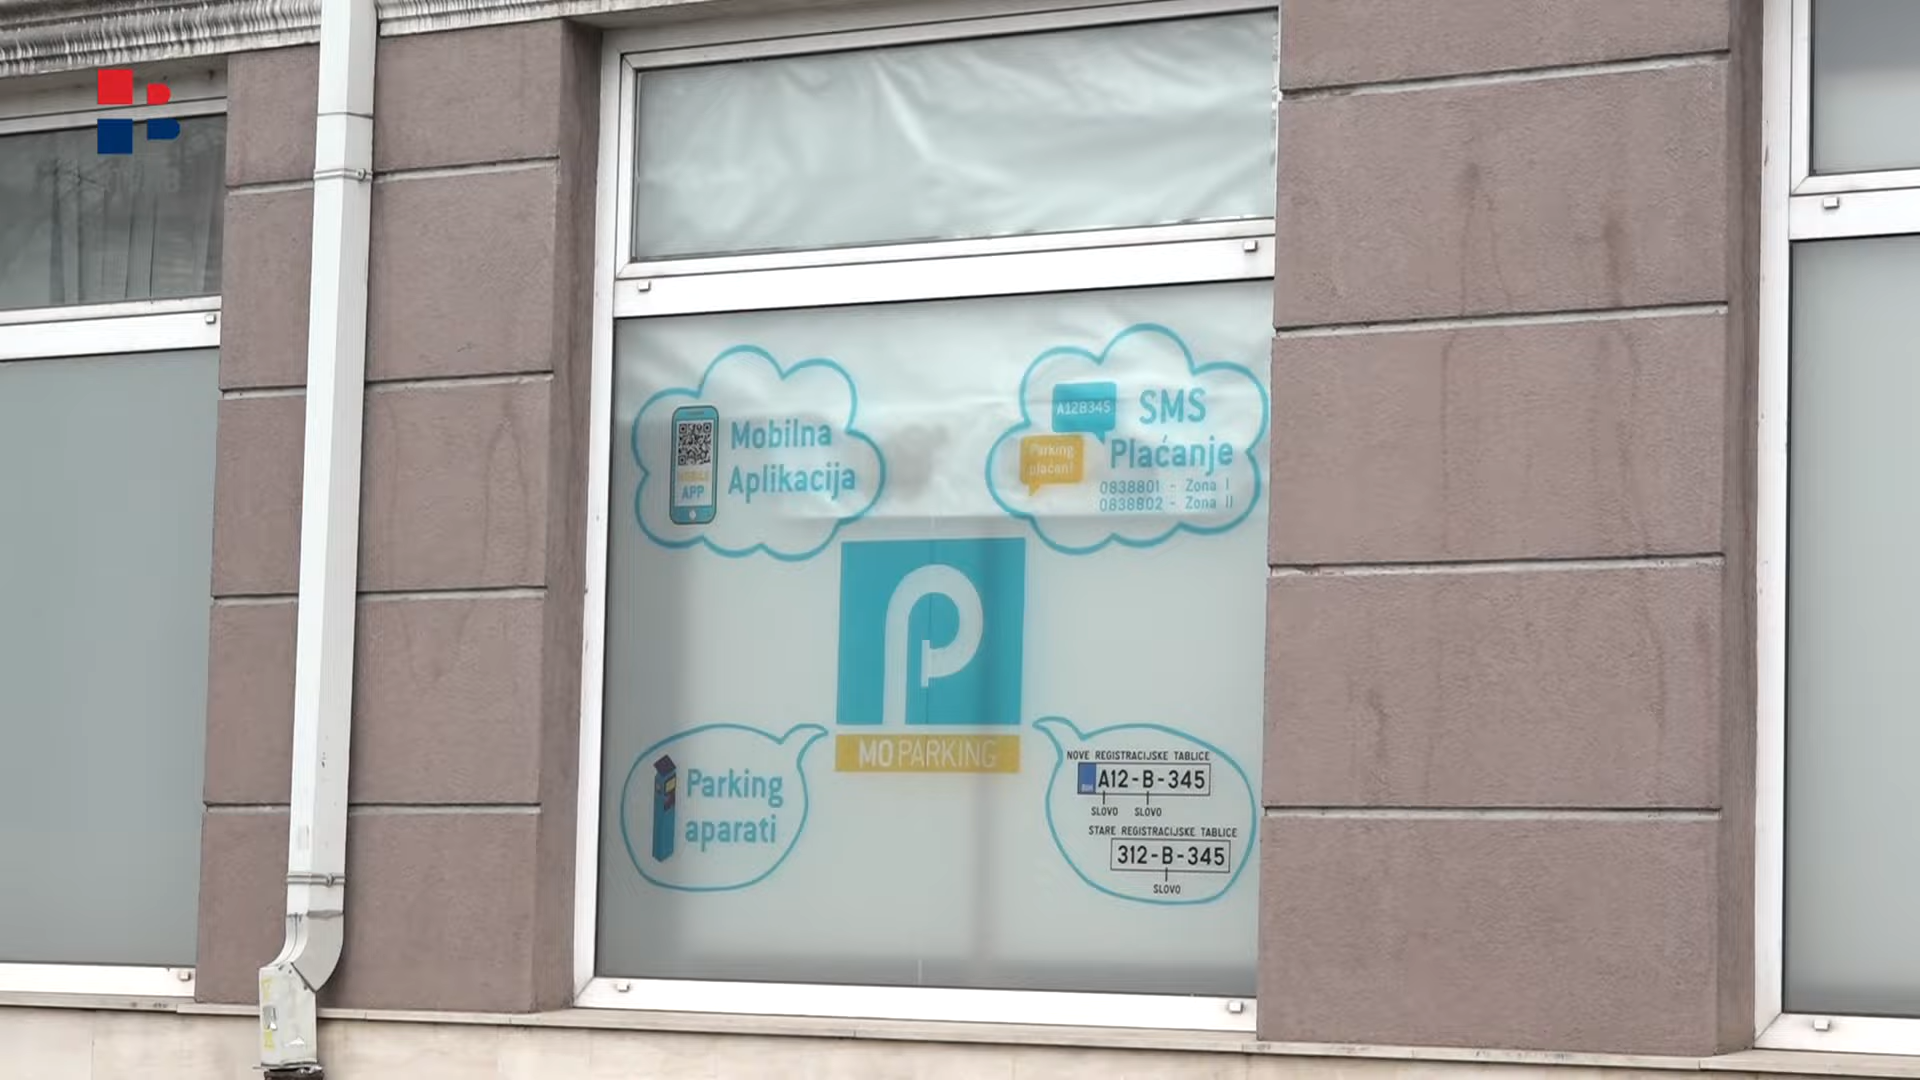 Mobilna
Aplikacija
MOBILE
APP
A12B345
Parking
plaćen!
SMS
Plaćanje
0838801 - Zona I
0838802 - Zona II
P
MO PARKING
Parking
aparati
NOVE REGISTRACIJSKE TABLICE
A12-B-345
SLOVO SLOVO
STARE REGISTRACIJSKE TABLICE
312-B-345
SLOVO